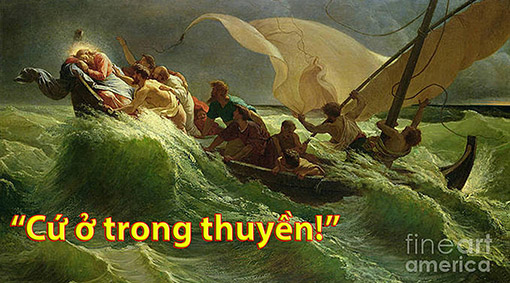 “Cứ ở trong thuyền!”
fineart
america